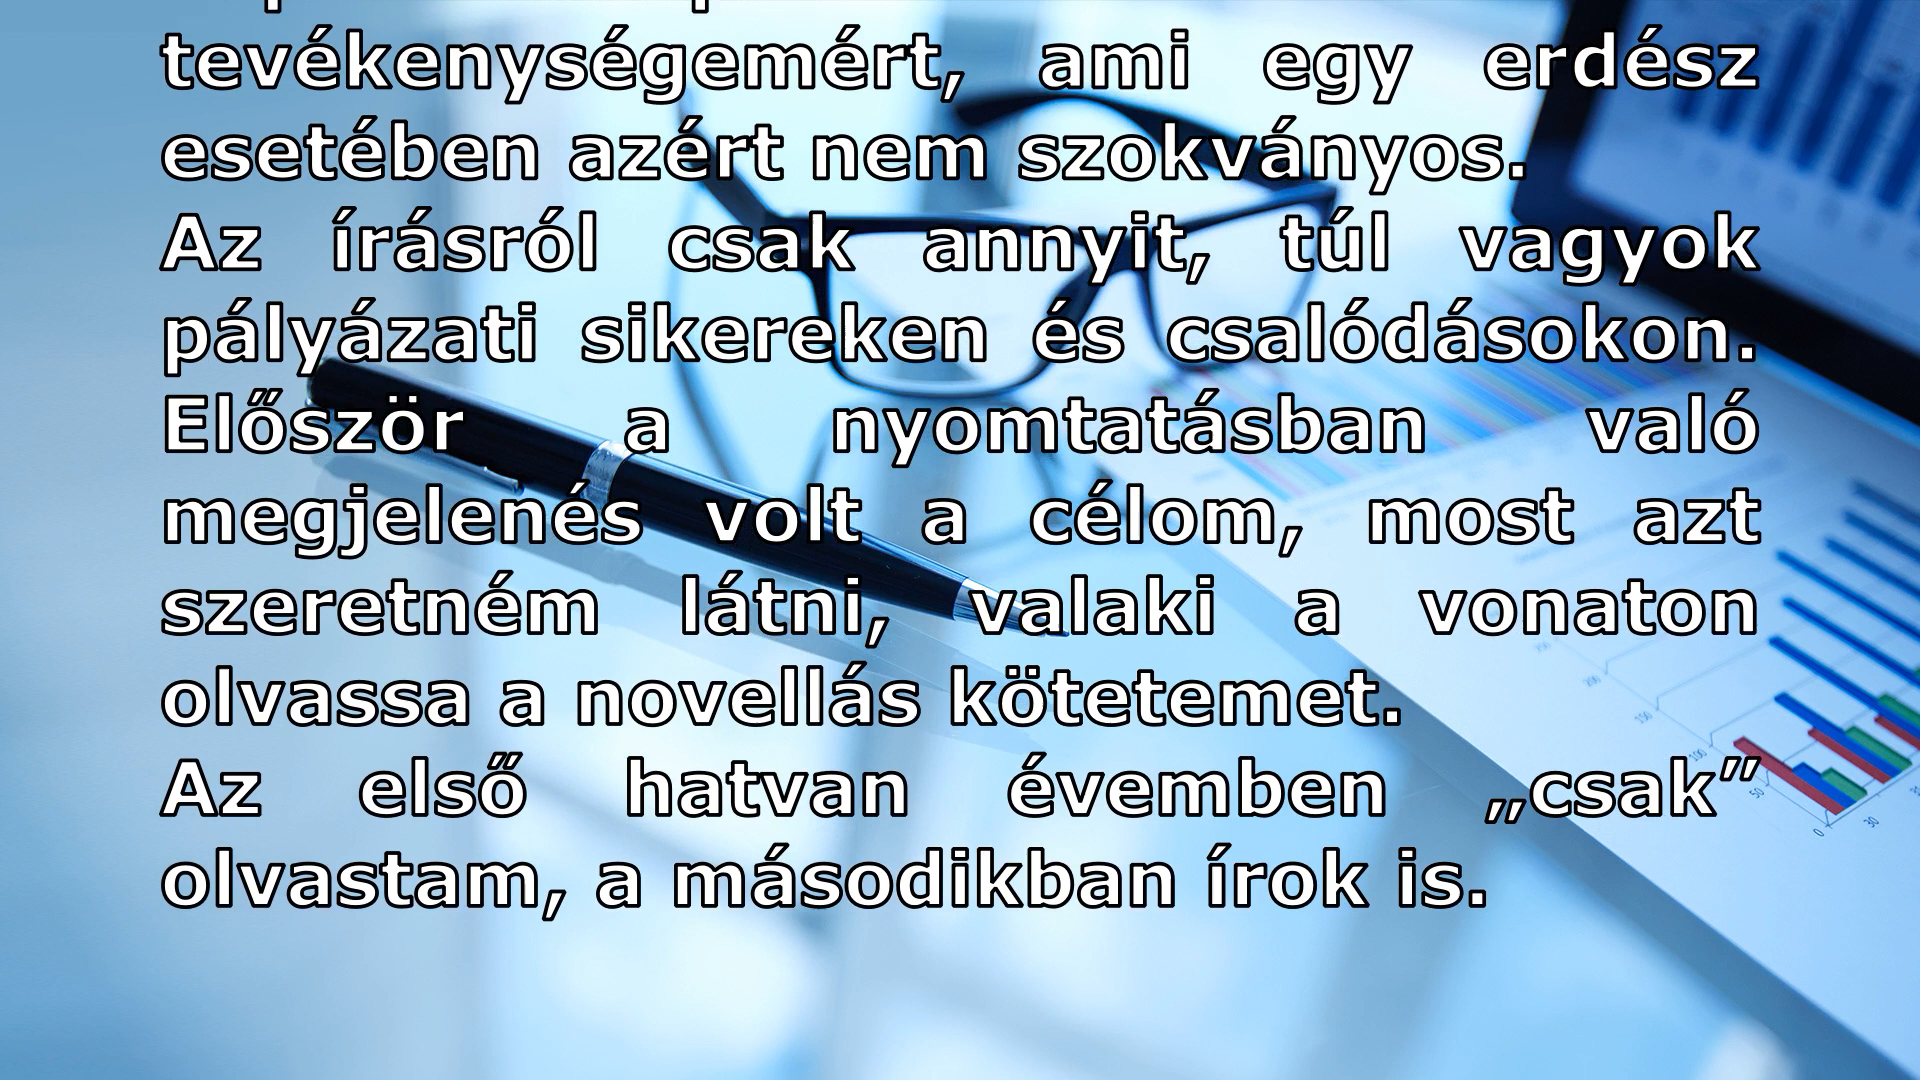 tevékenységemért, ami egy erdész
esetében azért nem szokványos.
Az írásról csak annyit, túl vagyok
pályázati sikereken és csalódásokon.
Először a nyomtatásban való
megjelenés volt a célom, most azt
szeretném látni, valaki a vonaton
olvassa a novellás kötetemet.
Az első hatvan évemben „csak”
olvastam, a másodikban írok is.